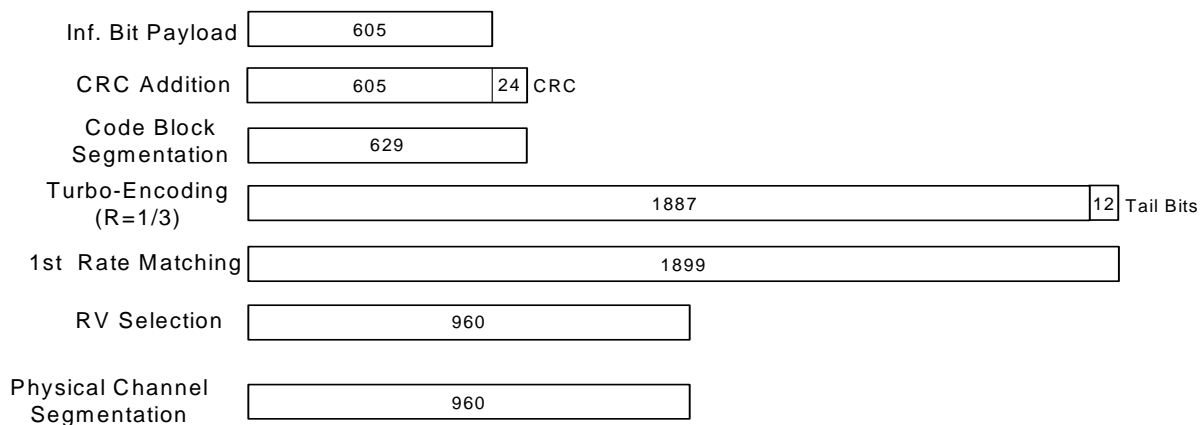 Inf. Bit Payload 605
CRC Addition 605 24 CRC
Code Block
Segmentation 629
Turbo-Encoding
(R=1/3) 1887 12 Tail Bits
1st Rate Matching 1899
RV Selection 960
Physical Channel
Segmentation 960